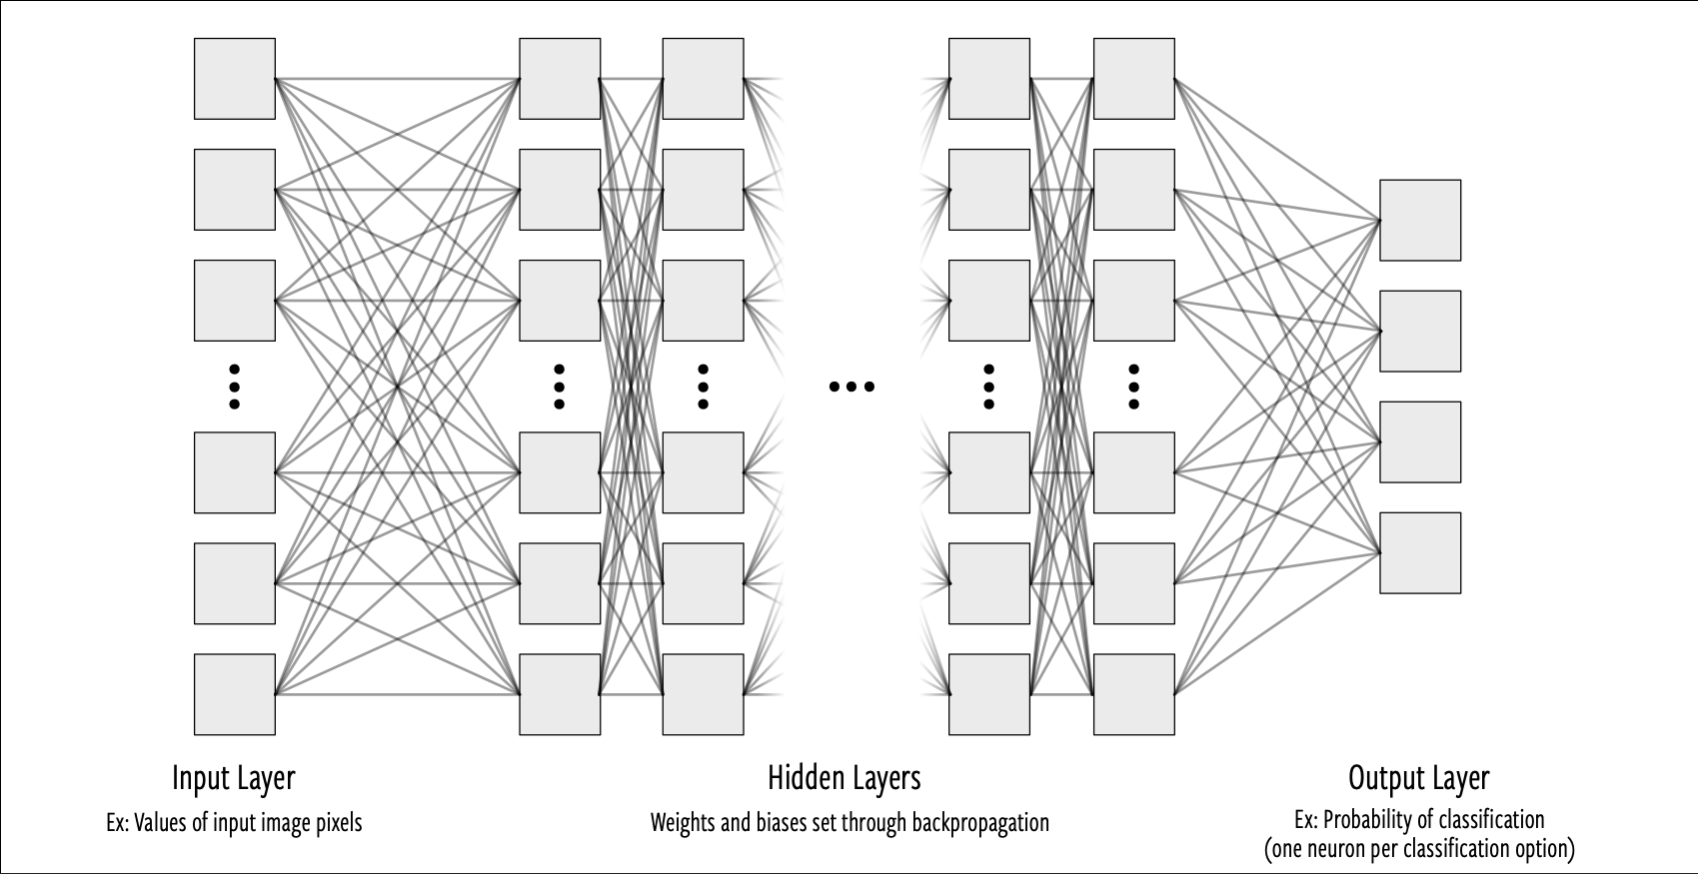 Input Layer
Ex: Values of input image pixels
Hidden Layers
Weights and biases set through backpropagation
Output Layer
Ex: Probability of classification
(one neuron per classification option)